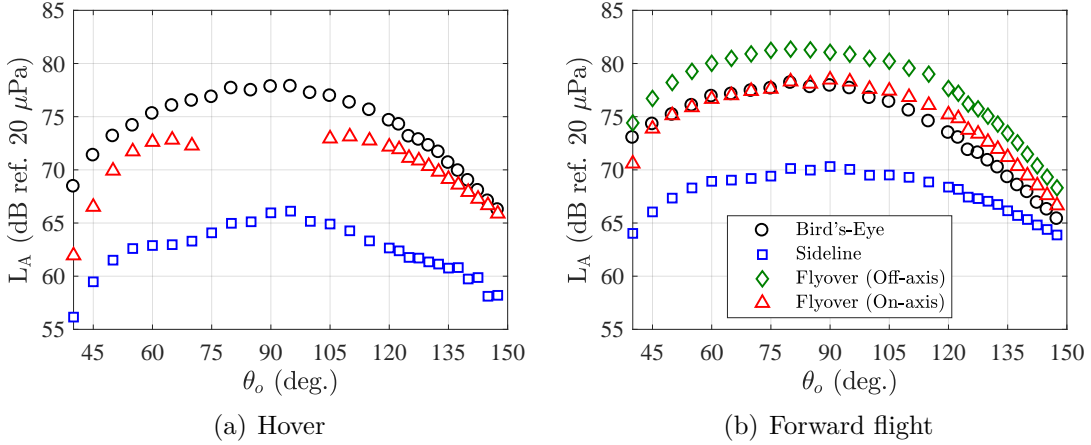 85
80
75
70
65
60
55
L_A (dB ref. 20 μPa)
45 60 75 90 105 120 135 150
θ_o (deg.)
(a) Hover
85
80
75
70
65
60
55
L_A (dB ref. 20 μPa)
Bird's-Eye
Sideline
Flyover (Off-axis)
Flyover (On-axis)
45 60 75 90 105 120 135 150
θ_o (deg.)
(b) Forward flight